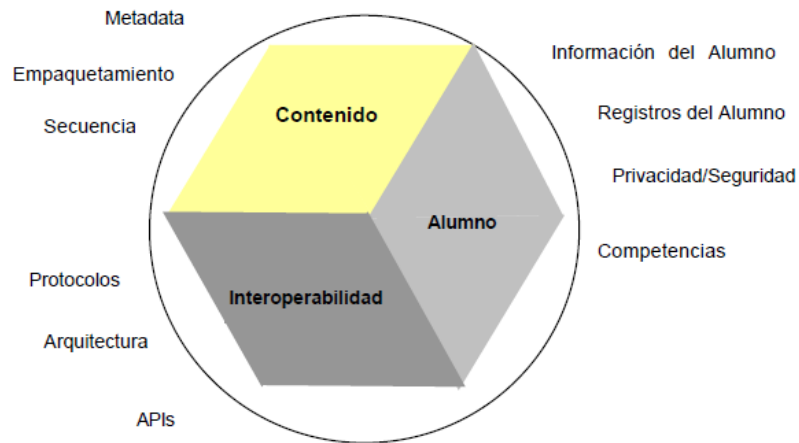 Metadata
Empaquetamiento
Secuencia
Contenido
Información del Alumno
Registros del Alumno
Privacidad/Seguridad
Alumno
Competencias
Protocolos
Interoperabilidad
Arquitectura
APIs